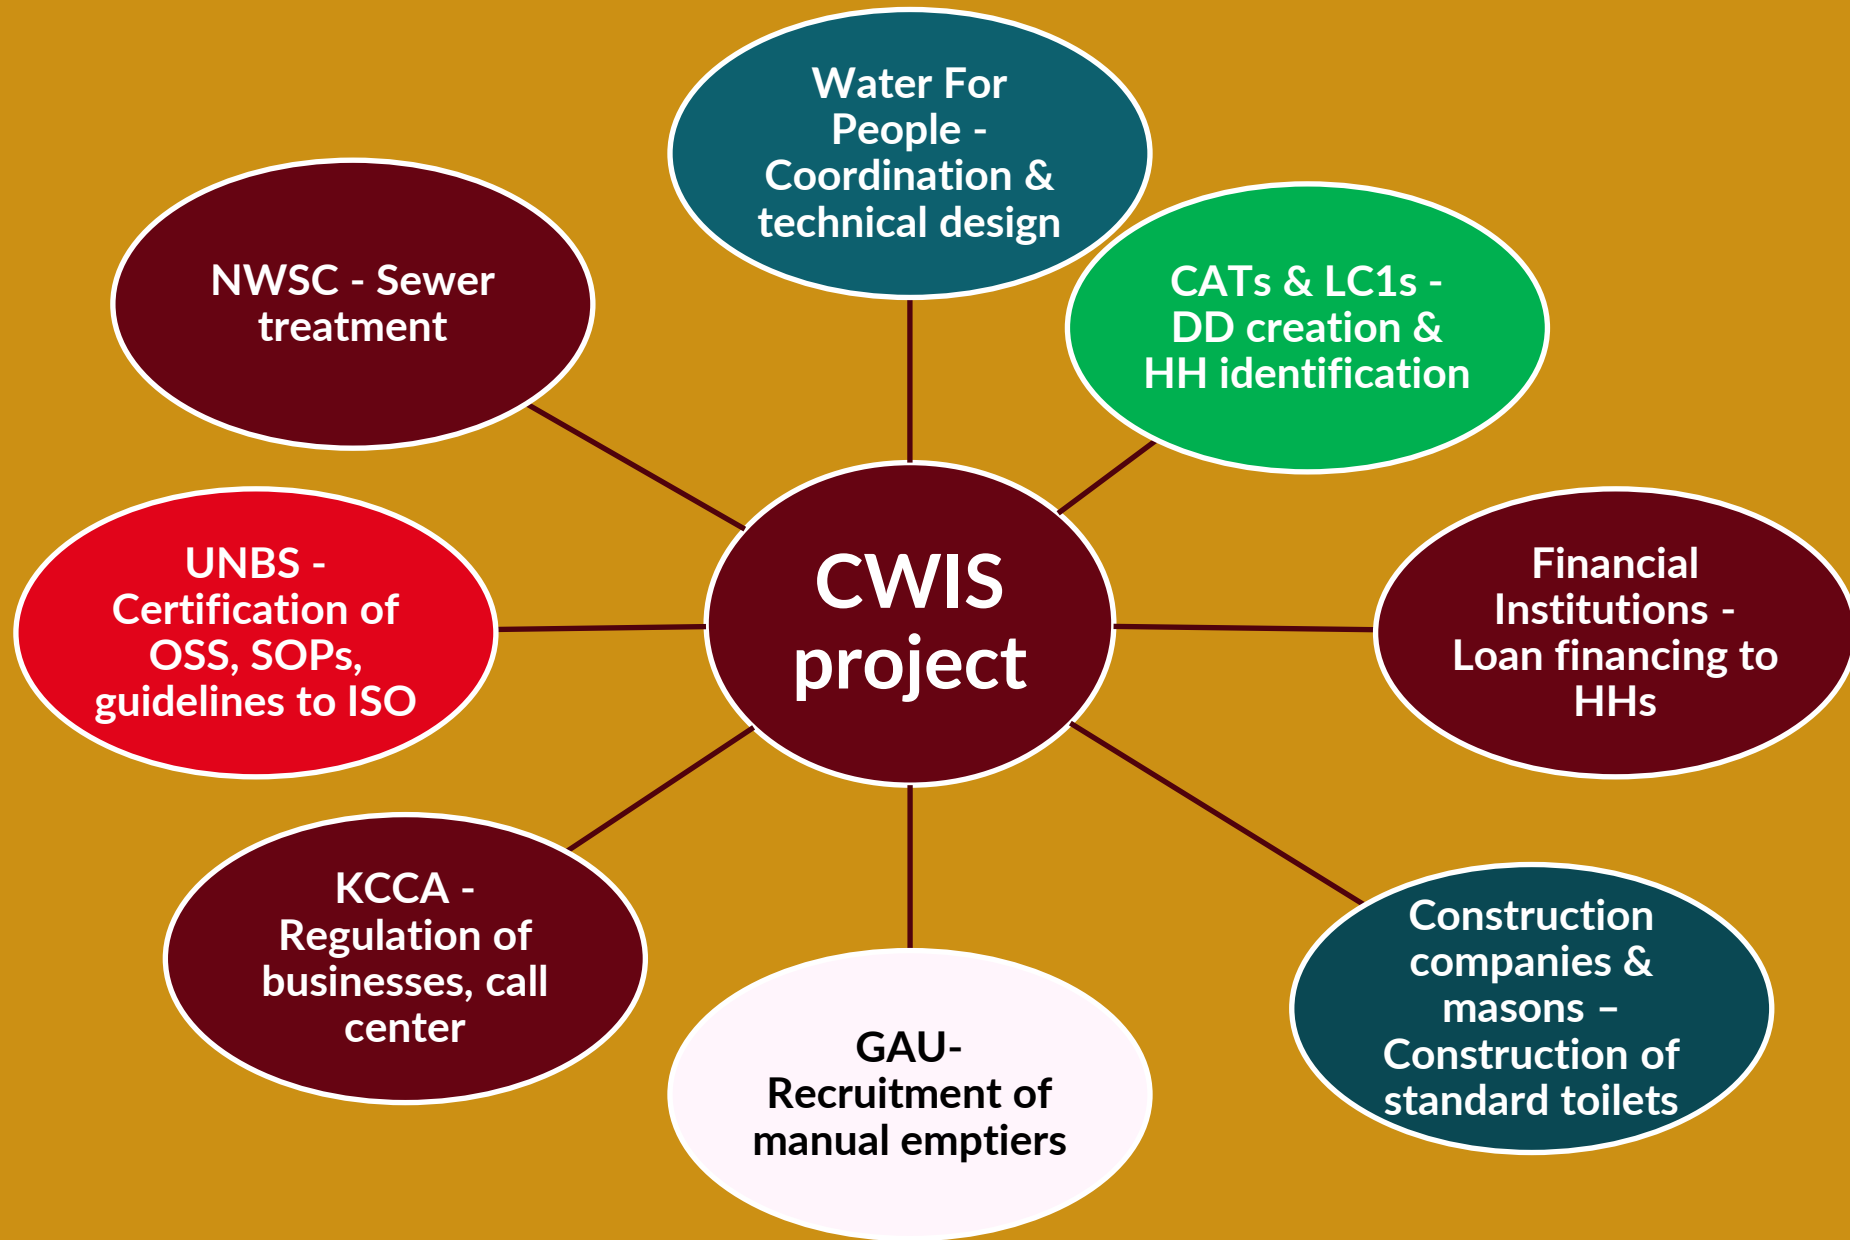 Water For
People -
Coordination &
technical design
NWSC - Sewer
treatment
CATs & LC1s -
DD creation &
HH identification
UNBS -
Certification of
OSS, SOPs,
guidelines to ISO
CWIS
project
Financial
Institutions -
Loan financing to
HHs
KCCA -
Regulation of
businesses, call
center
GAU-
Recruitment of
manual emptiers
Construction
companies &
masons –
Construction of
standard toilets